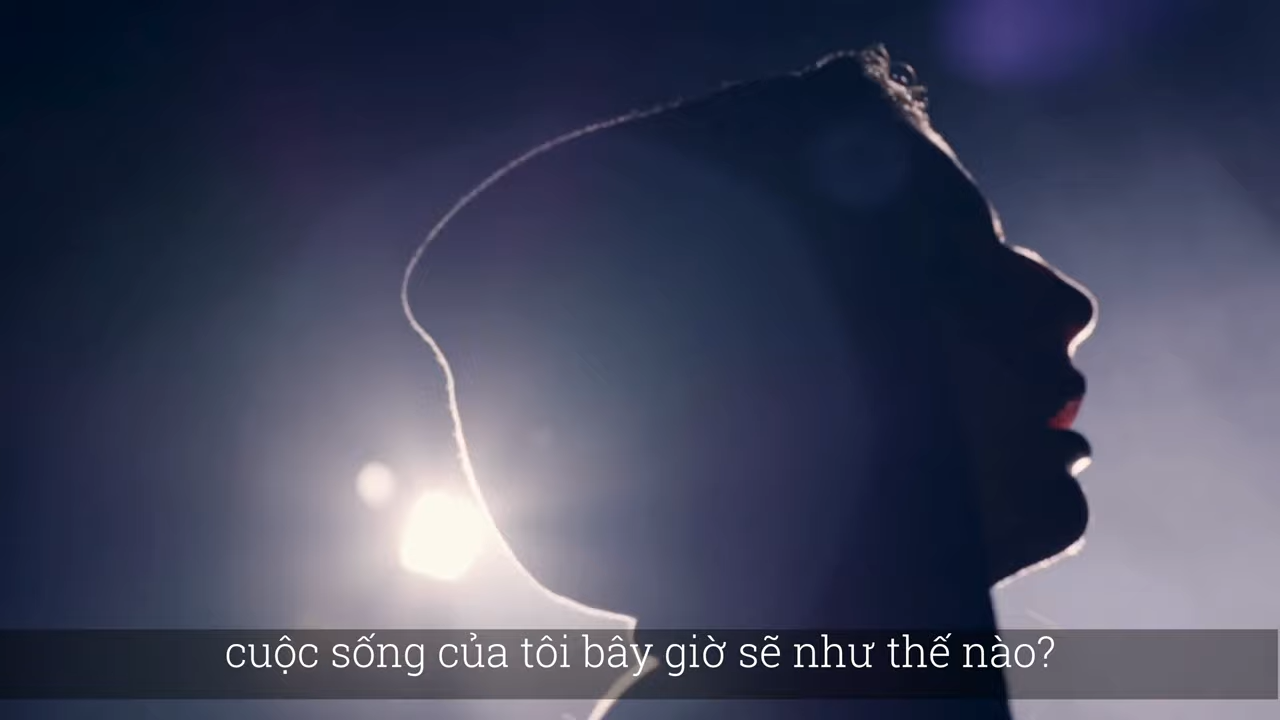 cuộc sống của tôi bây giờ sẽ như thế nào?